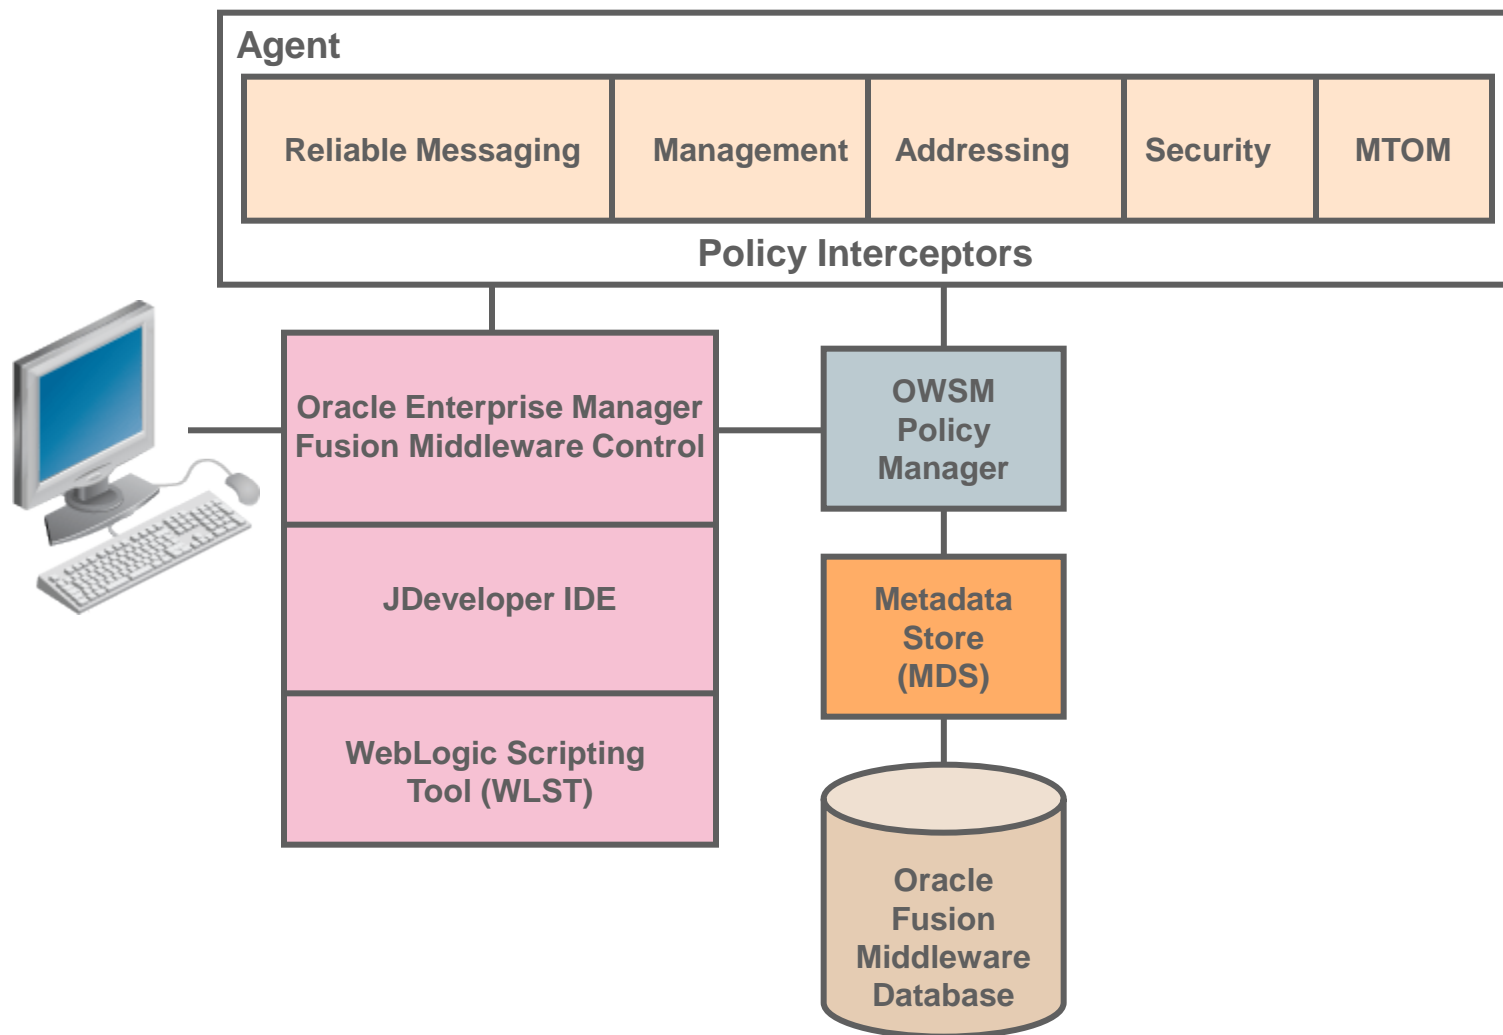 Agent
Reliable Messaging
Management
Addressing
Security
MTOM
Policy Interceptors
Oracle Enterprise Manager
Fusion Middleware Control
JDeveloper IDE
WebLogic Scripting
Tool (WLST)
OWSM
Policy
Manager
Metadata
Store
(MDS)
Oracle
Fusion
Middleware
Database